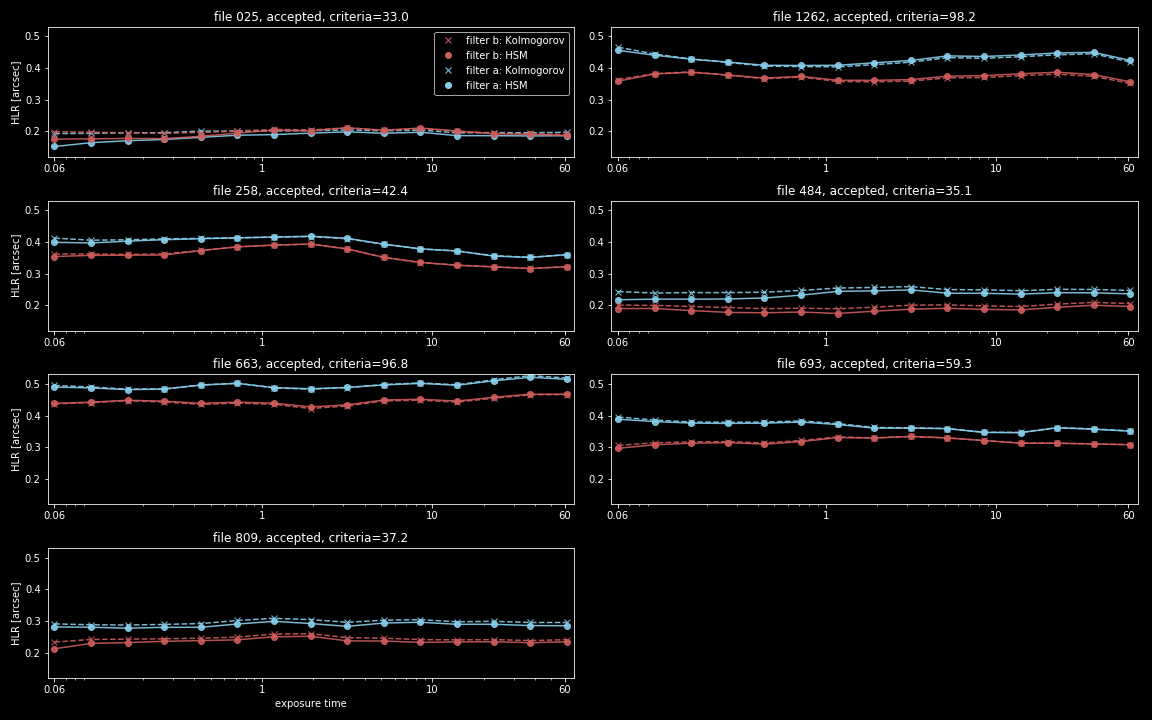 file 025, accepted, criteria=33.0
HLR [arcsec]
0.5
0.4
0.3
0.2
filter b: Kolmogorov
filter b: HSM
filter a: Kolmogorov
filter a: HSM
0.06 1 10 60
file 1262, accepted, criteria=98.2
0.5
0.4
0.3
0.2
0.06 1 10 60
file 258, accepted, criteria=42.4
HLR [arcsec]
0.5
0.4
0.3
0.2
0.06 1 10 60
file 484, accepted, criteria=35.1
0.5
0.4
0.3
0.2
0.06 1 10 60
file 663, accepted, criteria=96.8
HLR [arcsec]
0.5
0.4
0.3
0.2
0.06 1 10 60
file 693, accepted, criteria=59.3
0.5
0.4
0.3
0.2
0.06 1 10 60
file 809, accepted, criteria=37.2
HLR [arcsec]
0.5
0.4
0.3
0.2
0.06 1 10 60
exposure time